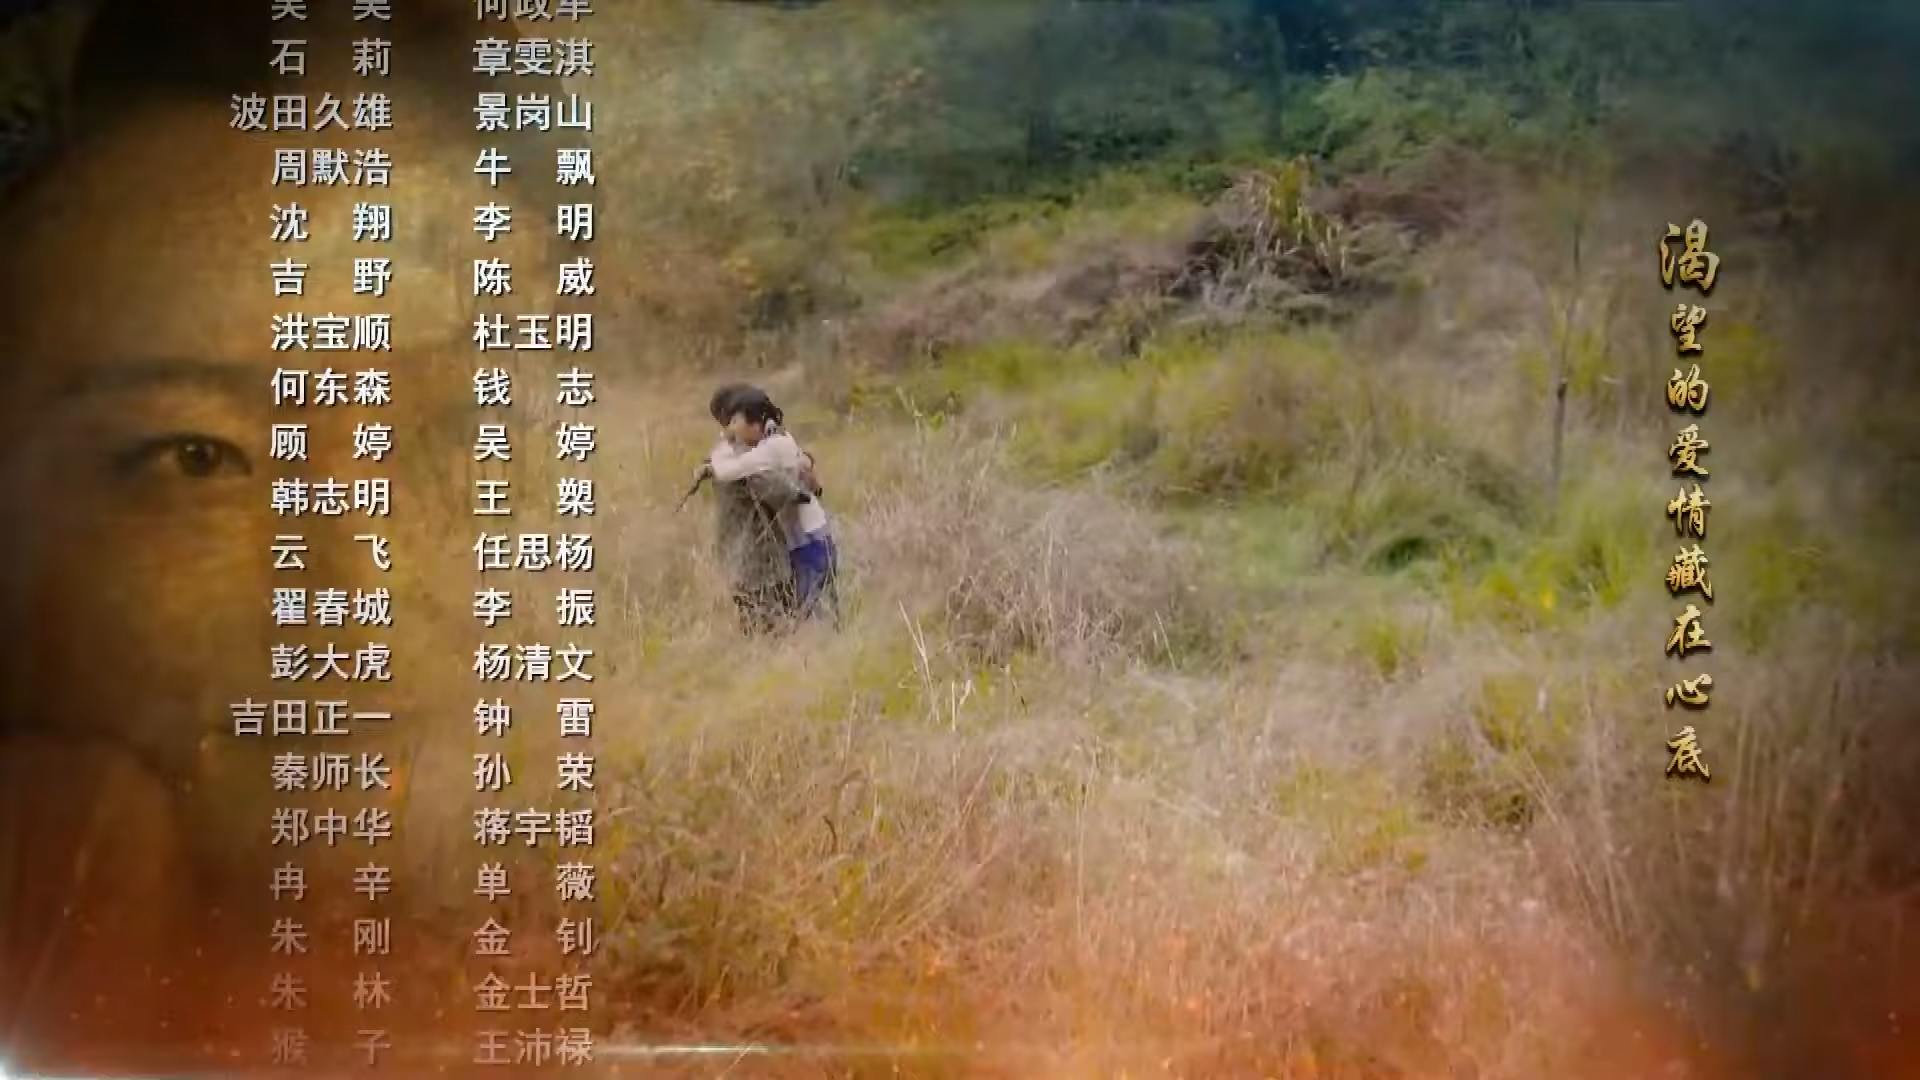 石莉 章雯淇
波田久雄 景岗山
周默浩 牛飘
沈翔 李明
吉野 陈威
洪宝顺 杜玉明
何东森 钱志
顾婷 吴婷
韩志明 王槊
云飞 任思杨
翟春城 李振
彭大虎 杨清文
吉田正一 钟雷
秦师长 孙荣
郑中华 蒋宇韬
冉辛 单薇
朱刚 金钊
朱林 金士哲
猴子 王沛禄
渴望的爱情藏在心底